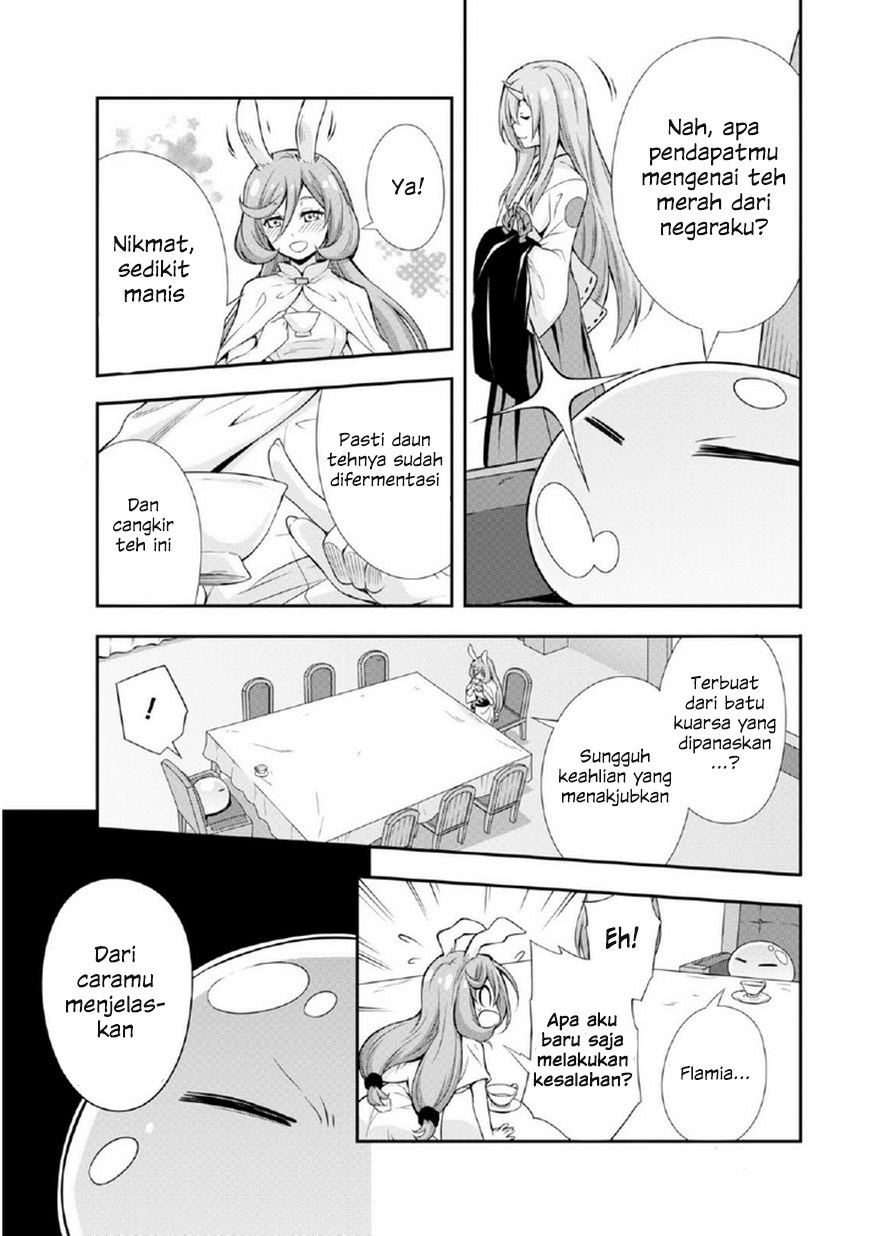 Nah, apa
pendapatmu
mengenai teh
merah dari
negaraku?
Ya!
Nikmat,
sedikit
manis
Pasti daun
tehnya sudah
difermentasi
Dan
cangkir
teh ini
Terbuat
dari batu
kuarsa yang
dipanaskan
...?
Sungguh
keahlian yang
menakjubkan
!
Flamia...
Eh!
Apa aku
baru saja
melakukan
kesalahan?
Dari
caramu
menjelas-
kan